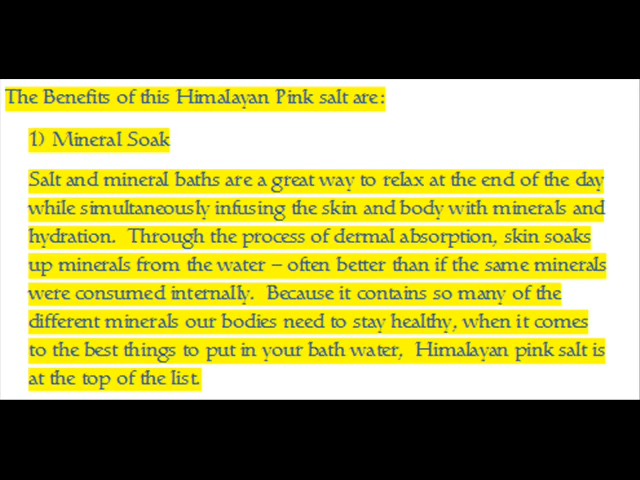 The Benefits of this Himalayan Pink salt are:
1) Mineral Soak
Salt and mineral baths are a great way to relax at the end of the day
while simultaneously infusing the skin and body with minerals and
hydration.  Through the process of dermal absorption, skin soaks
up minerals from the water – often better than if the same minerals
were consumed internally.  Because it contains so many of the
different minerals our bodies need to stay healthy, when it comes
to the best things to put in your bath water,  Himalayan pink salt is
at the top of the list.